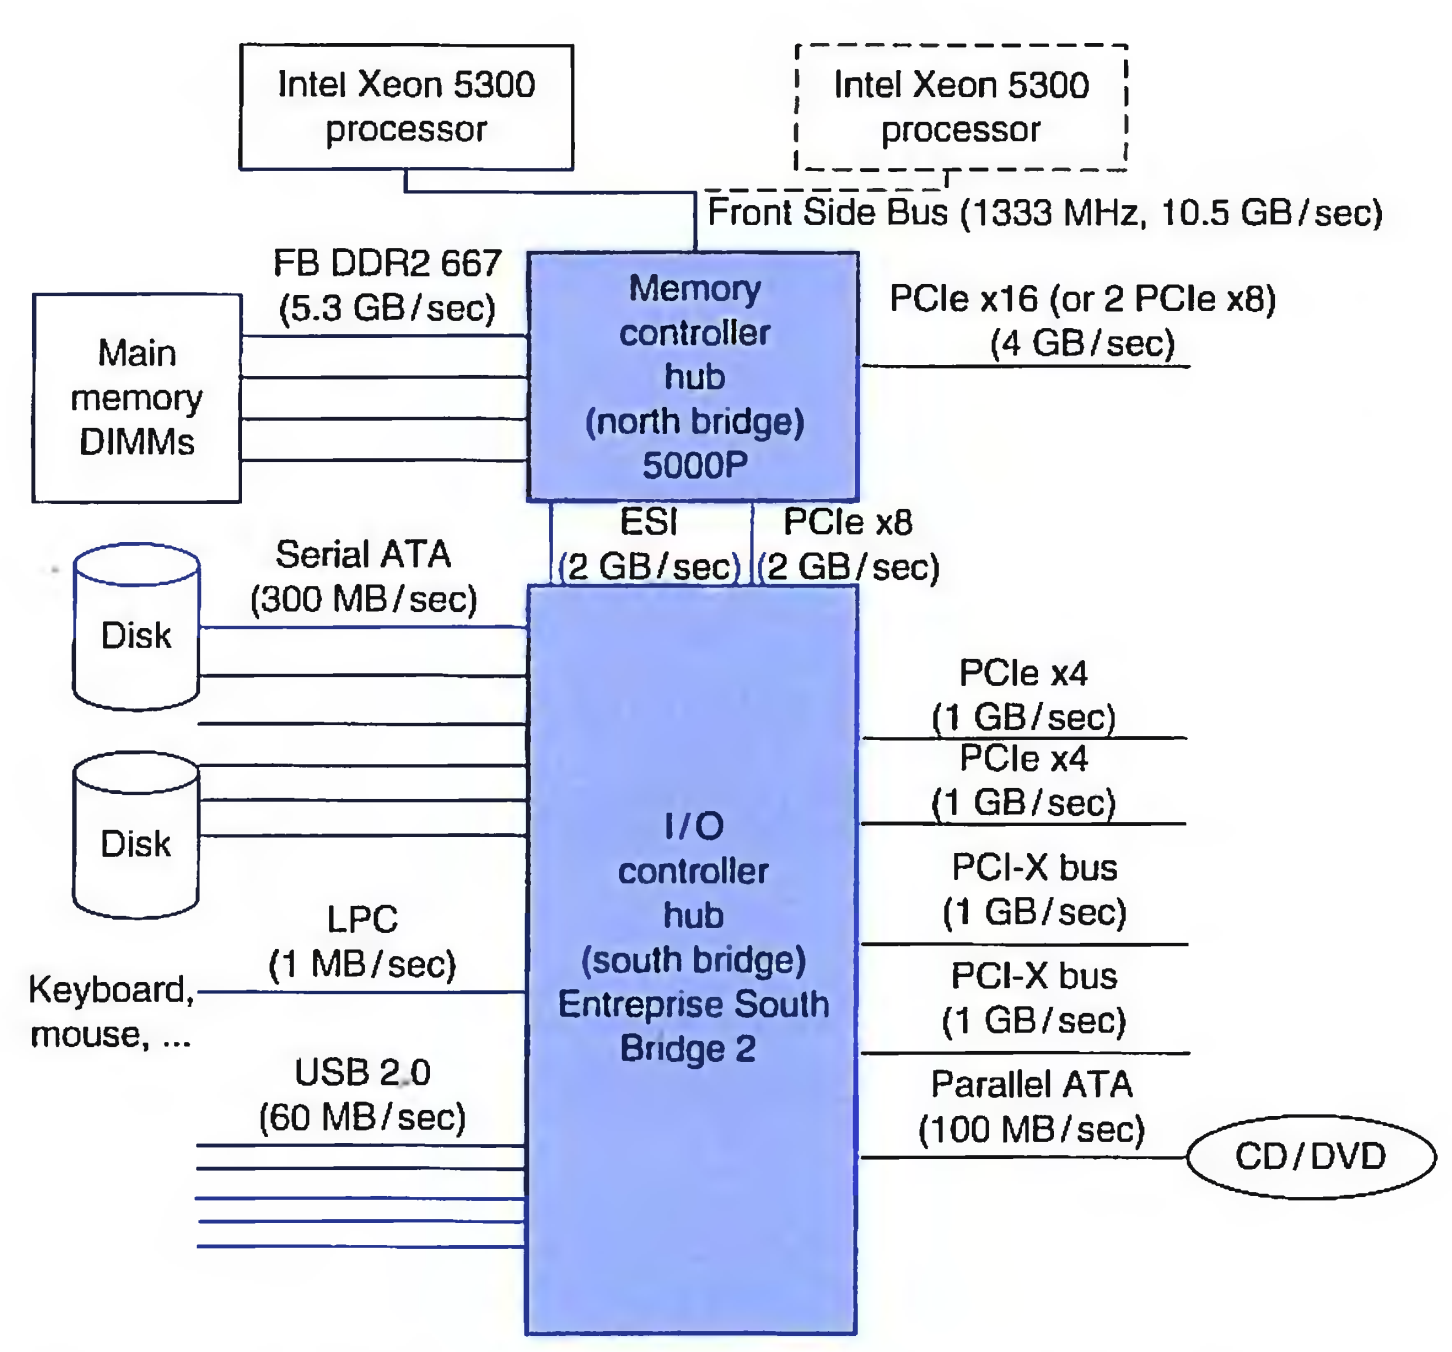 Intel Xeon 5300
processor
Intel Xeon 5300
processor
Front Side Bus (1333 MHz, 10.5 GB/sec)
FB DDR2 667
(5.3 GB/sec)
Main
memory
DIMMs
Memory
controller
hub
(north bridge)
5000P
PCIe x16 (or 2 PCIe x8)
(4 GB/sec)
ESI
(2 GB/sec)
PCIe x8
(2 GB/sec)
Serial ATA
(300 MB/sec)
Disk
Disk
LPC
(1 MB/sec)
Keyboard,
mouse, ...
USB 2.0
(60 MB/sec)
I/O
controller
hub
(south bridge)
Entreprise South
Bridge 2
PCIe x4
(1 GB/sec)
PCIe x4
(1 GB/sec)
PCI-X bus
(1 GB/sec)
PCI-X bus
(1 GB/sec)
Parallel ATA
(100 MB/sec)
CD/DVD